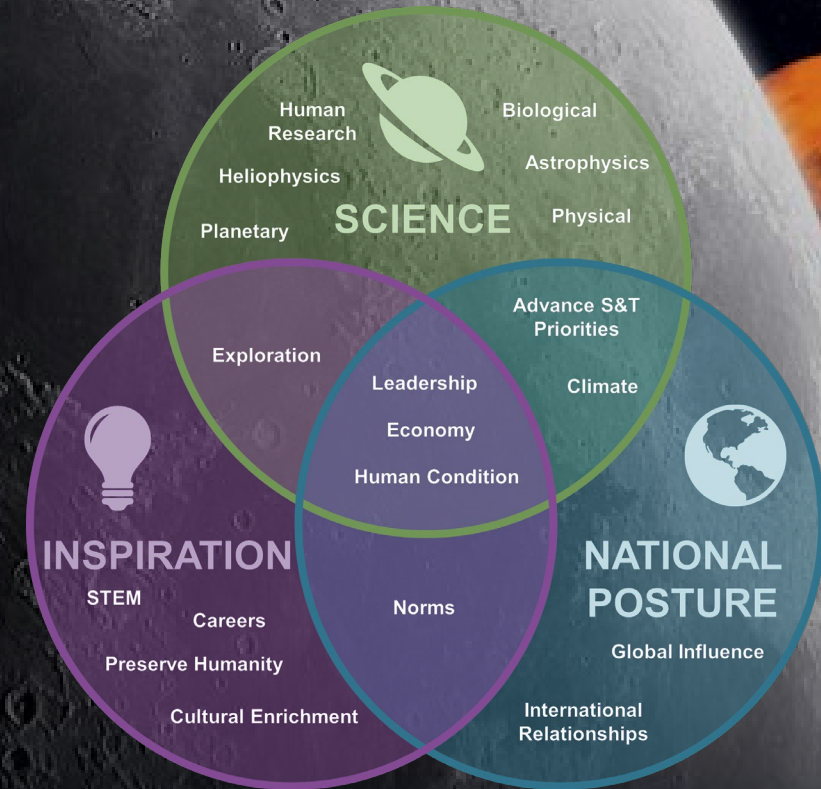 Human
Research
Biological
Heliophysics
Astrophysics
Planetary
SCIENCE
Physical
Advance S&T
Priorities
Exploration
Leadership
Climate
Economy
Human Condition
INSPIRATION
NATIONAL
POSTURE
STEM
Careers
Norms
Preserve Humanity
Global Influence
Cultural Enrichment
International
Relationships